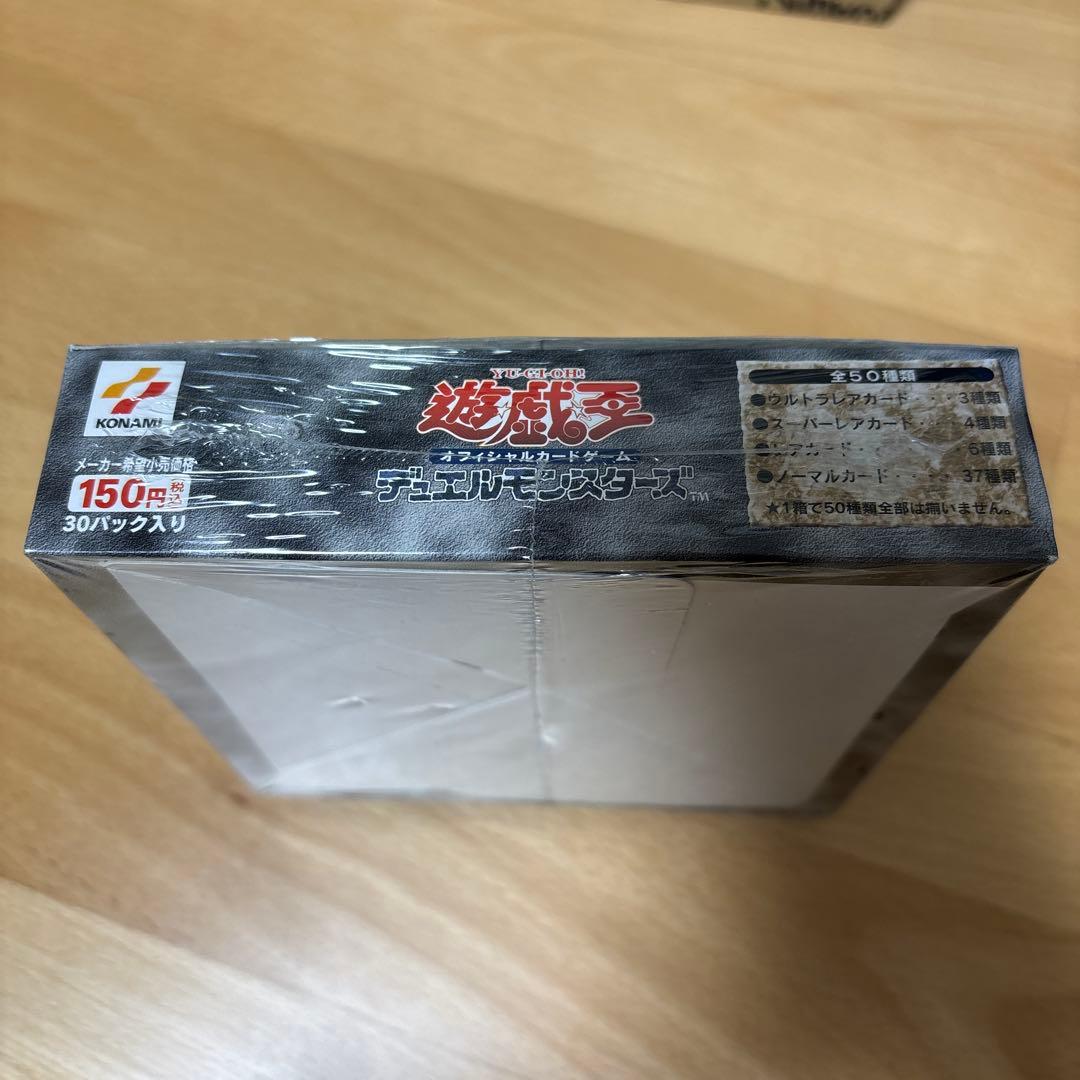 KONAMI
メーカー希望小売価格
150円税込
30パック入り
YU-GI-OH!
遊戯王
オフィシャルカードゲーム
デュエルモンスターズ™
全50種類
●ウルトラレアカード・・・3種類
●スーパーレアカード・・・4種類
●レアカード・・・・・・・6種類
●ノーマルカード・・・・37種類
★1箱で50種類全部は揃いません。